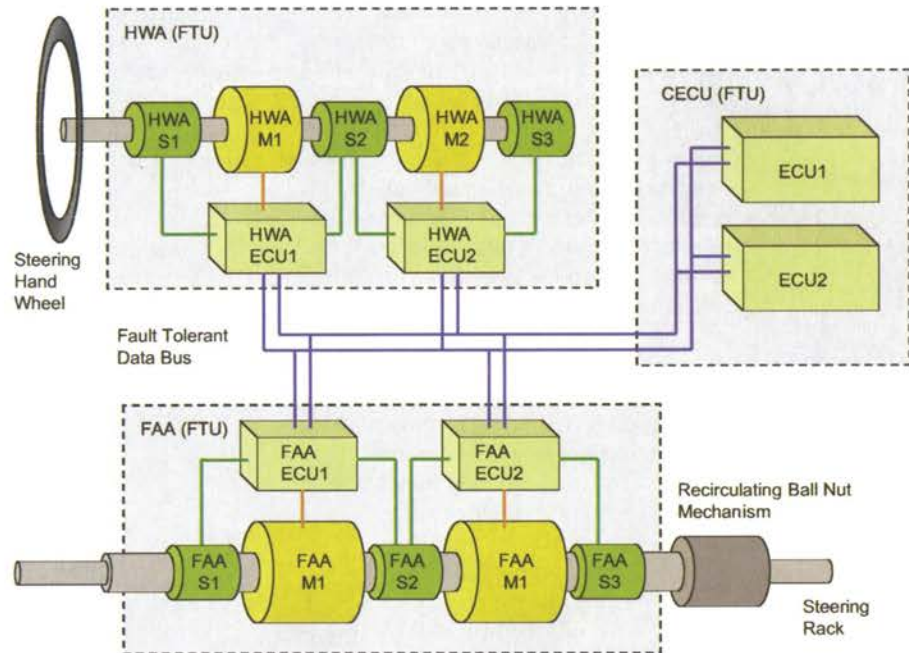 HWA (FTU)
HWA
S1
HWA
M1
HWA
S2
HWA
M2
HWA
S3
HWA
ECU1
HWA
ECU2
Steering
Hand
Wheel
CECU (FTU)
ECU1
ECU2
Fault Tolerant
Data Bus
FAA (FTU)
FAA
ECU1
FAA
ECU2
FAA
S1
FAA
M1
FAA
S2
FAA
M1
FAA
S3
Recirculating Ball Nut
Mechanism
Steering
Rack